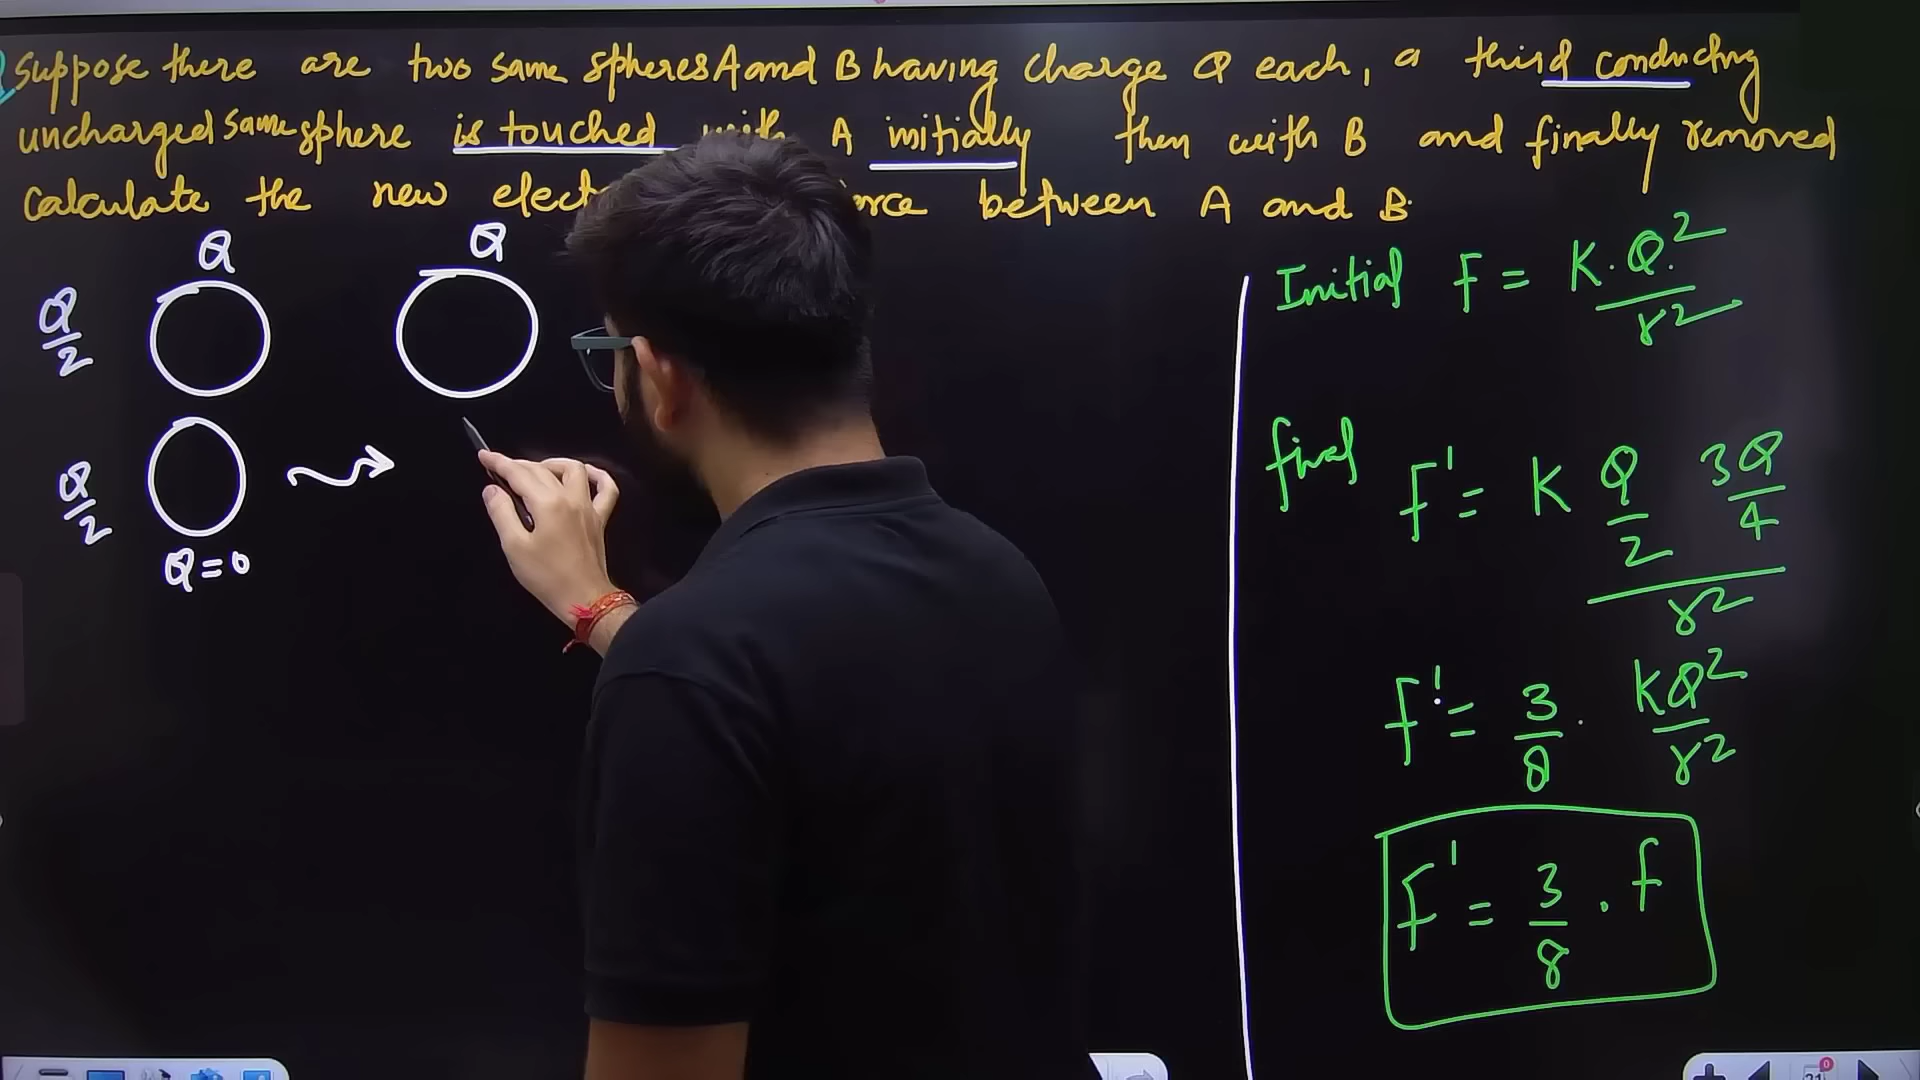 Suppose there are two same spheres A and B having charge Q each, a third conducting
uncharged same sphere is touched with A initially then with B and finally removed
Calculate the new between A and B.
Q
Q
Q/2
Q/2
Q=0
Initial F = K.Q.²/r²
final F' = K Q/2 3Q/4 / r²
F' = 3/8 . KQ²/r²
F' = 3/8 . F